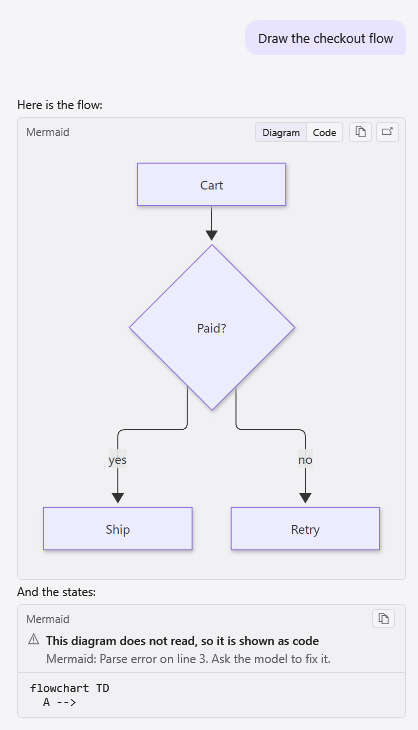 Draw the checkout flow
Here is the flow:
Mermaid
Diagram
Code
Cart
Paid?
yes
no
Ship
Retry
And the states:
Mermaid
This diagram does not read, so it is shown as code
Mermaid: Parse error on line 3. Ask the model to fix it.
flowchart TD
  A -->